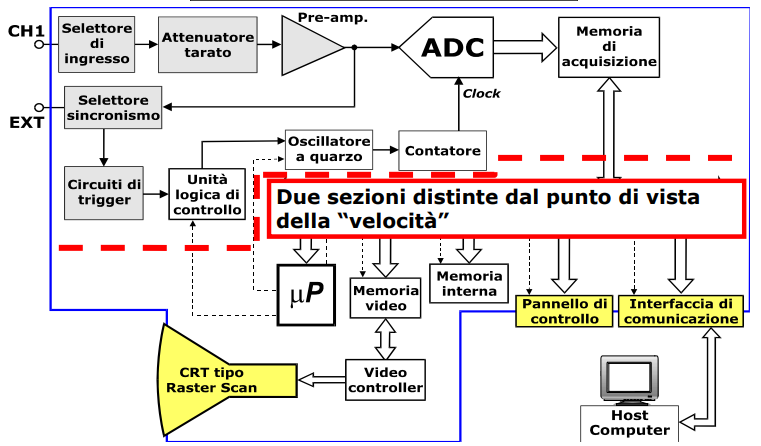 CH1
Selettore
di
ingresso
Attenuatore
tarato
Pre-amp.
ADC
Memoria
di
acquisizione
Clock
EXT
Selettore
sincronismo
Oscillatore
a quarzo
Contatore
Circuiti di
trigger
Unità
logica di
controllo
Due sezioni distinte dal punto di vista
della “velocità”
µP
Memoria
video
Memoria
interna
Pannello di
controllo
Interfaccia di
comunicazione
CRT tipo
Raster Scan
Video
controller
Host
Computer